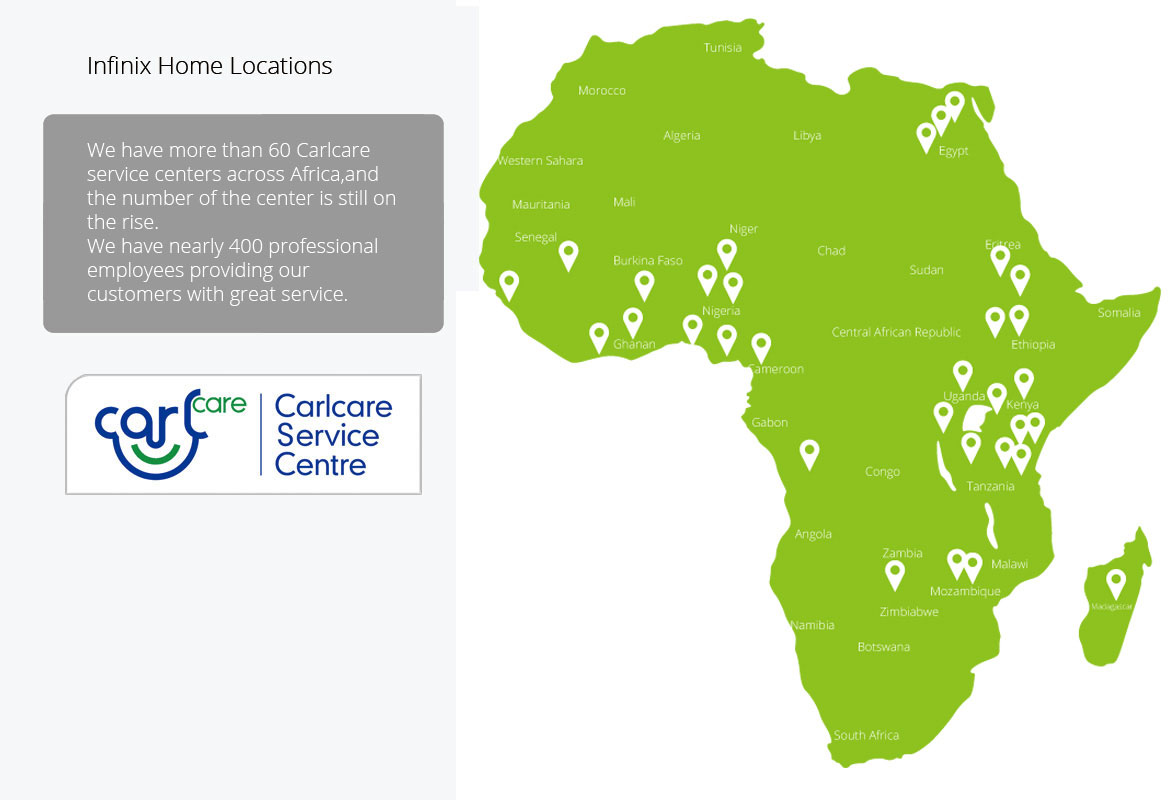 Infinix Home Locations
We have more than 60 Carlcare
service centers across Africa,and
the number of the center is still on
the rise.
We have nearly 400 professional
employees providing our
customers with great service.
carlcare
Carlcare
Service
Centre
Tunisia
Morocco
Algeria
Libya
Egypt
Western Sahara
Mauritania
Mali
Niger
Senegal
Eritrea
Chad
Burkina Faso
Sudan
Nigeria
Somalia
Central African Republic
Ghanan
Ethiopia
Cameroon
Uganda
Kenya
Gabon
Congo
Tanzania
Angola
Zambia
Malawi
Mozambique
Madagascar
Zimbiabwe
Namibia
Botswana
South Africa